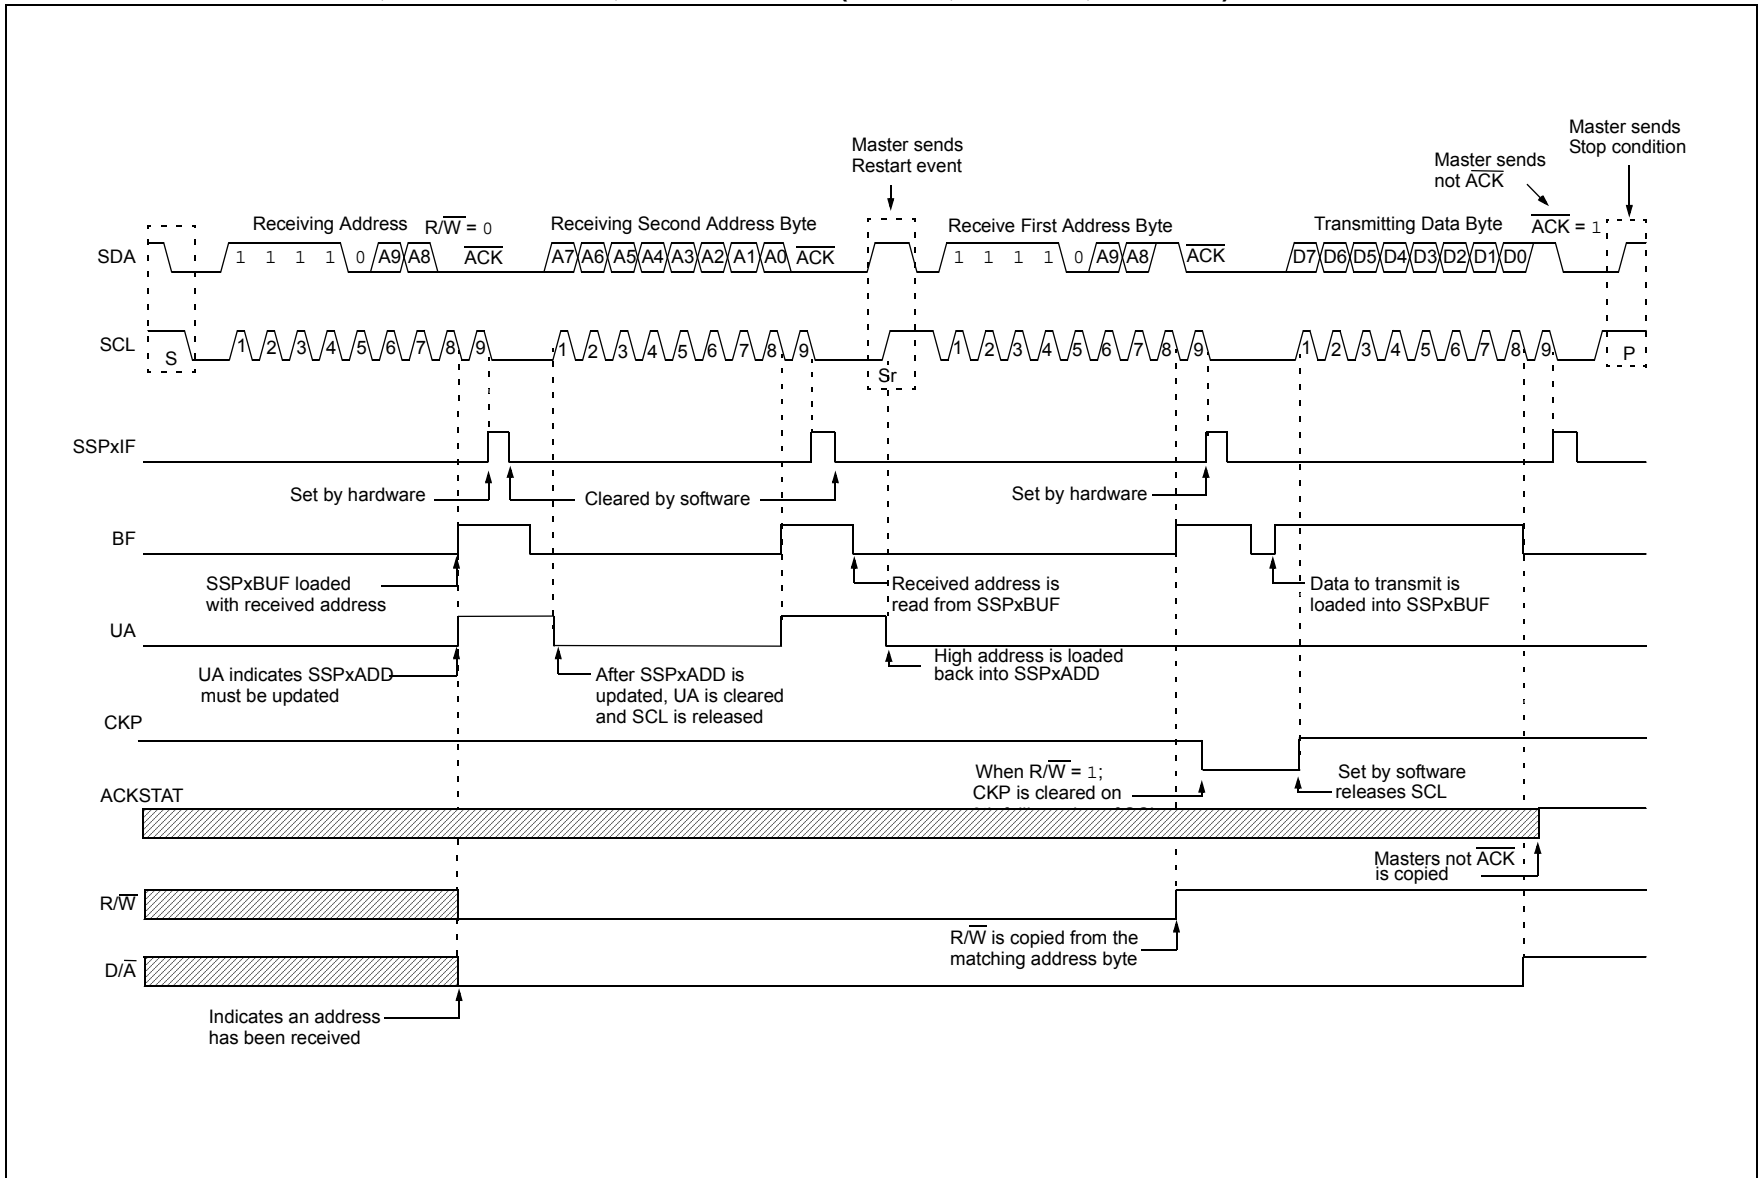 Master sends
Restart event
Master sends
not A̅C̅K̅
Master sends
Stop condition
Receiving Address R/W̅ = 0
Receiving Second Address Byte
Receive First Address Byte
Transmitting Data Byte
A̅C̅K̅ = 1
SDA 1 1 1 1 0 A9 A8 A̅C̅K̅ A7 A6 A5 A4 A3 A2 A1 A0 A̅C̅K̅ 1 1 1 1 0 A9 A8 A̅C̅K̅ D7 D6 D5 D4 D3 D2 D1 D0
SCL S 1 2 3 4 5 6 7 8 9 1 2 3 4 5 6 7 8 9 Sr 1 2 3 4 5 6 7 8 9 1 2 3 4 5 6 7 8 9 P
SSPxIF
Set by hardware
Cleared by software
Set by hardware
BF
SSPxBUF loaded
with received address
Received address is
read from SSPxBUF
Data to transmit is
loaded into SSPxBUF
UA
UA indicates SSPxADD
must be updated
After SSPxADD is
updated, UA is cleared
and SCL is released
High address is loaded
back into SSPxADD
CKP
When R/W̅ = 1;
CKP is cleared on
Set by software
releases SCL
ACKSTAT
Masters not A̅C̅K̅
is copied
R/W̅
R/W̅ is copied from the
matching address byte
D/A̅
Indicates an address
has been received